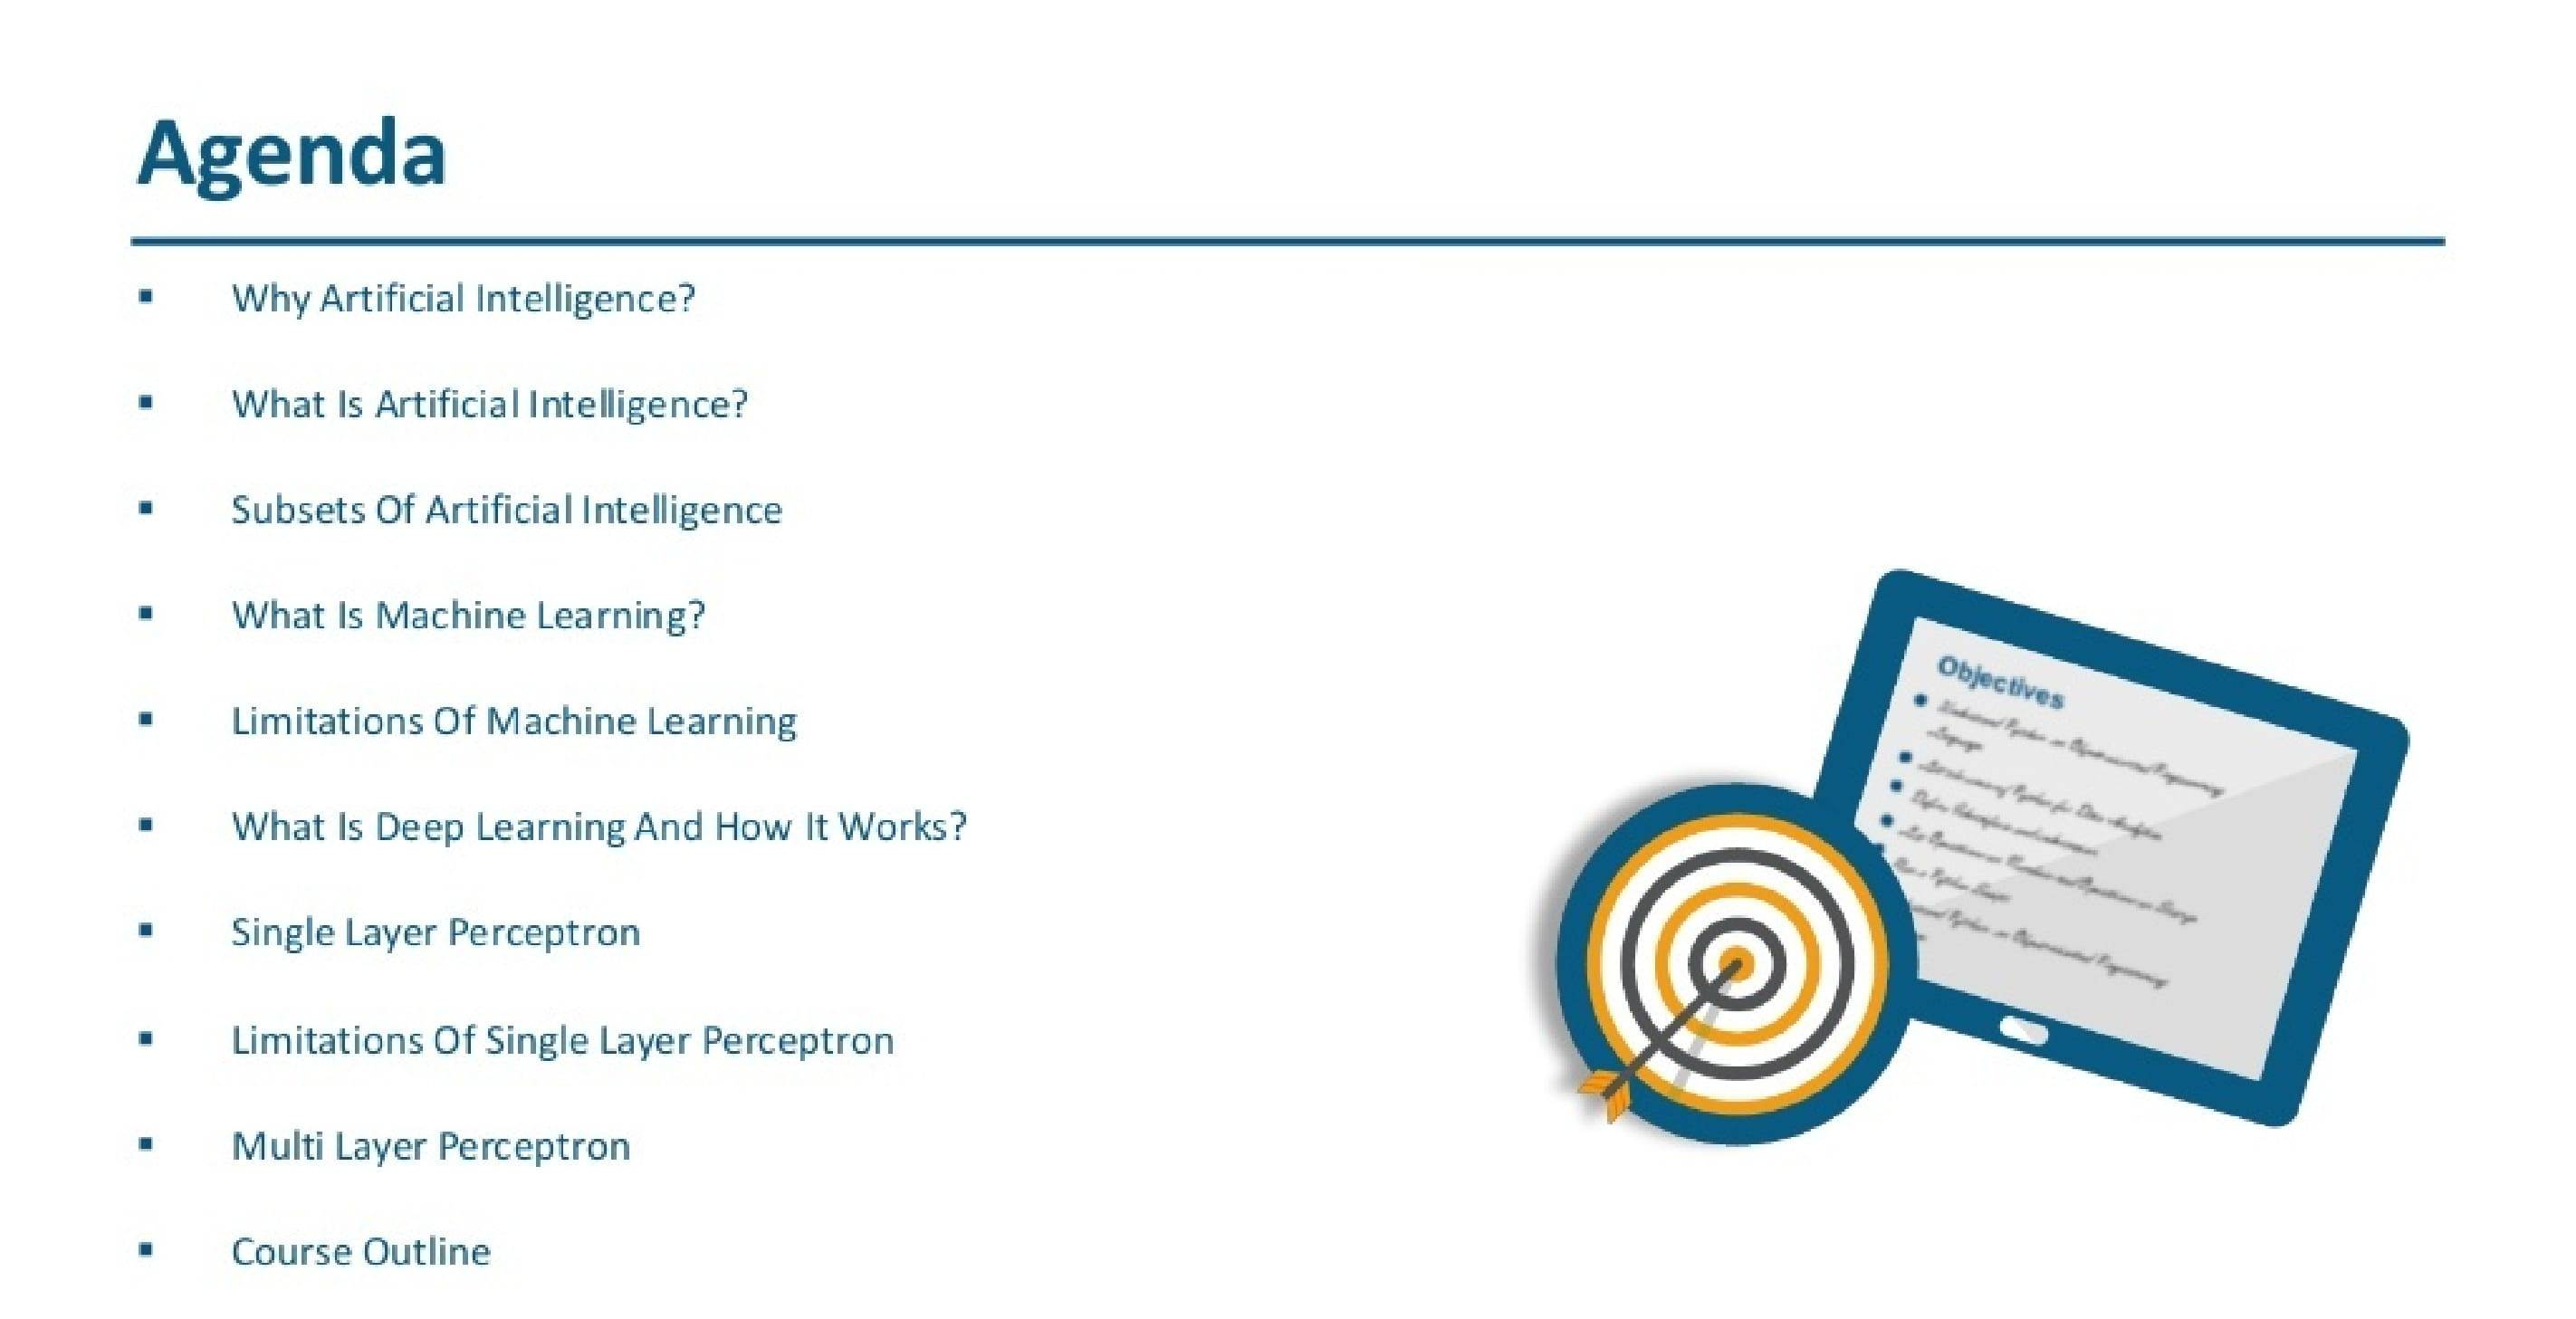 Agenda
▪ Why Artificial Intelligence?
▪ What Is Artificial Intelligence?
▪ Subsets Of Artificial Intelligence
▪ What Is Machine Learning?
▪ Limitations Of Machine Learning
▪ What Is Deep Learning And How It Works?
▪ Single Layer Perceptron
▪ Limitations Of Single Layer Perceptron
▪ Multi Layer Perceptron
▪ Course Outline
Objectives